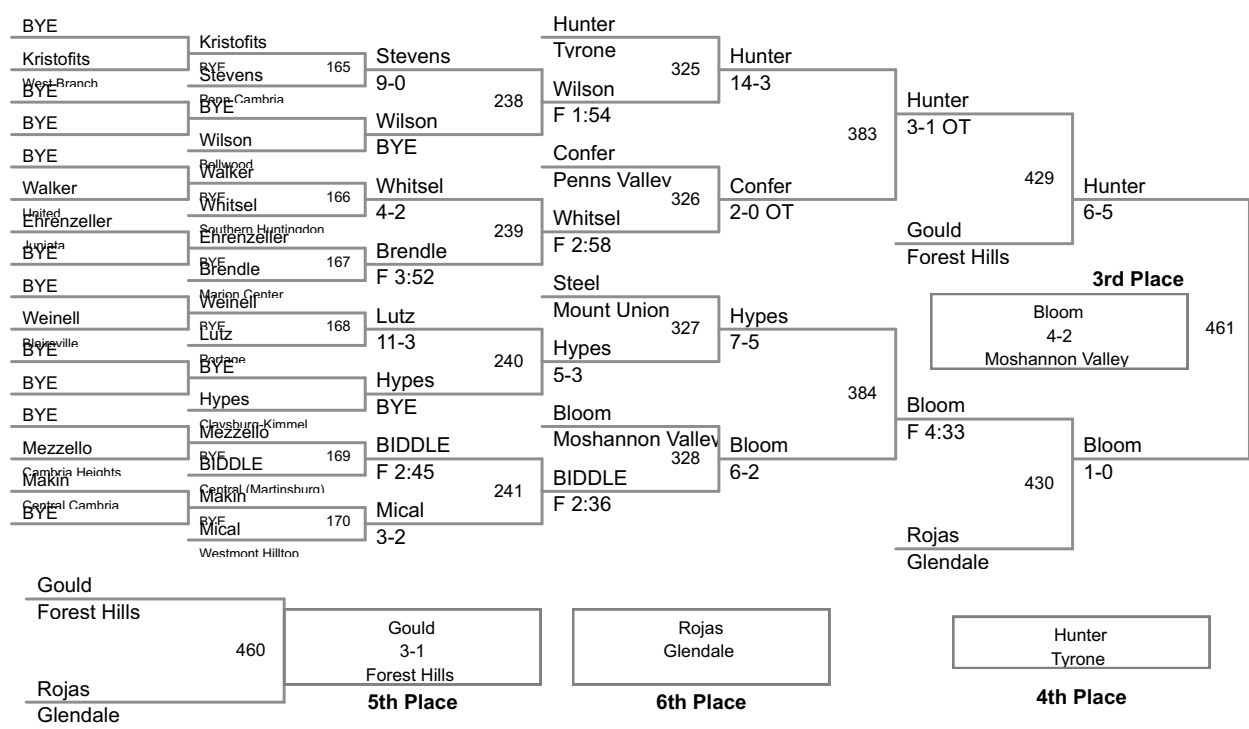 BYE
Kristofits
West Branch
BYE
BYE
BYE
Walker
United
Ehrenzeller
Juniata
BYE
BYE
Weinell
Blairsville
BYE
BYE
BYE
Mezzello
Cambria Heights
Makin
Central Cambria
BYE
Kristofits
BYE
165
Stevens
Penn Cambria
BYE
Wilson
Bellwood
Walker
BYE
166
Whitsel
Southern Huntingdon
Ehrenzeller
BYE
167
Brendle
Marion Center
Weinell
BYE
168
Lutz
Portage
BYE
Hypes
Claysburg-Kimmel
Mezzello
BYE
169
BIDDLE
Central (Martinsburg)
Makin
BYE
170
Mical
Westmont Hilltop
Stevens
9-0
238
Wilson
BYE
Whitsel
4-2
239
Brendle
F 3:52
Lutz
11-3
240
Hypes
BYE
BIDDLE
F 2:45
241
Mical
3-2
Hunter
Tyrone
325
Wilson
F 1:54
Confer
Penns Valley
326
Whitsel
F 2:58
Steel
Mount Union
327
Hypes
5-3
Bloom
Moshannon Valley
328
BIDDLE
F 2:36
Hunter
14-3
383
Confer
2-0 OT
Hypes
7-5
384
Bloom
6-2
Hunter
3-1 OT
429
Gould
Forest Hills
Bloom
F 4:33
430
Rojas
Glendale
Hunter
6-5
3rd Place
Bloom
4-2
Moshannon Valley
461
Bloom
1-0
Gould
Forest Hills
460
Rojas
Glendale
Gould
3-1
Forest Hills
5th Place
Rojas
Glendale
6th Place
Hunter
Tyrone
4th Place